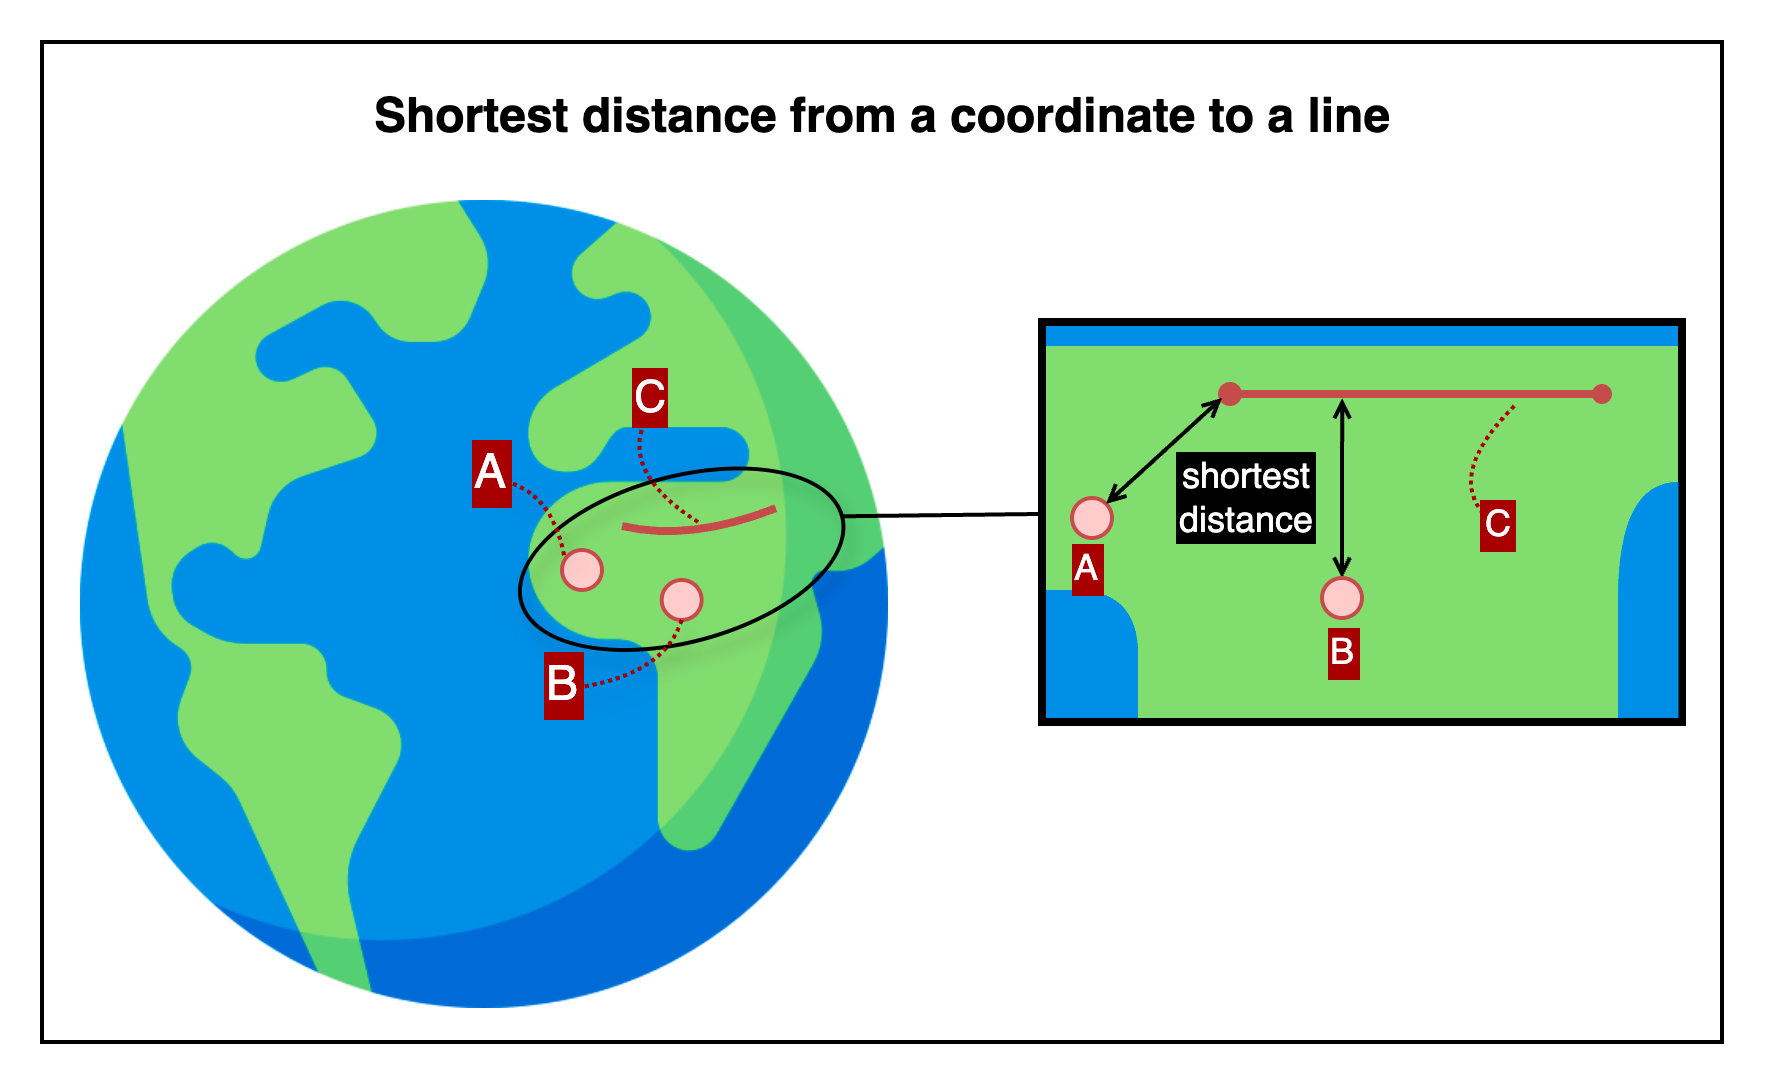 Shortest distance from a coordinate to a line
C
A
B
shortest
distance
C
A
B